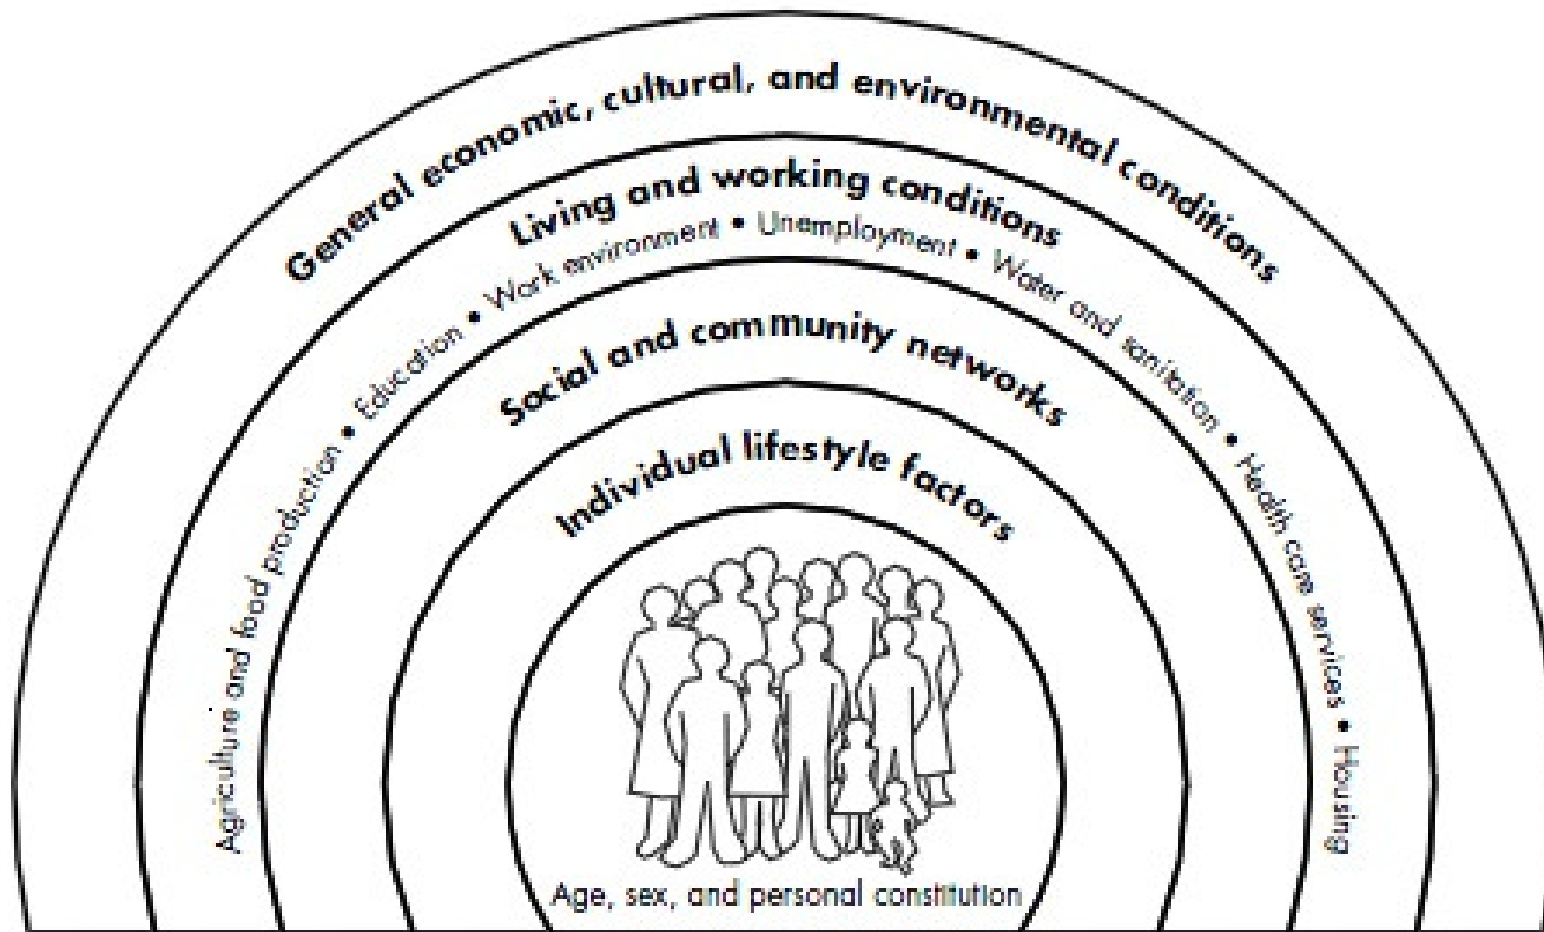 General economic, cultural, and environmental conditions
Living and working conditions
Agriculture and food production • Education • Work environment • Unemployment • Water and sanitation • Health care services • Housing
Social and community networks
Individual lifestyle factors
Age, sex, and personal constitution